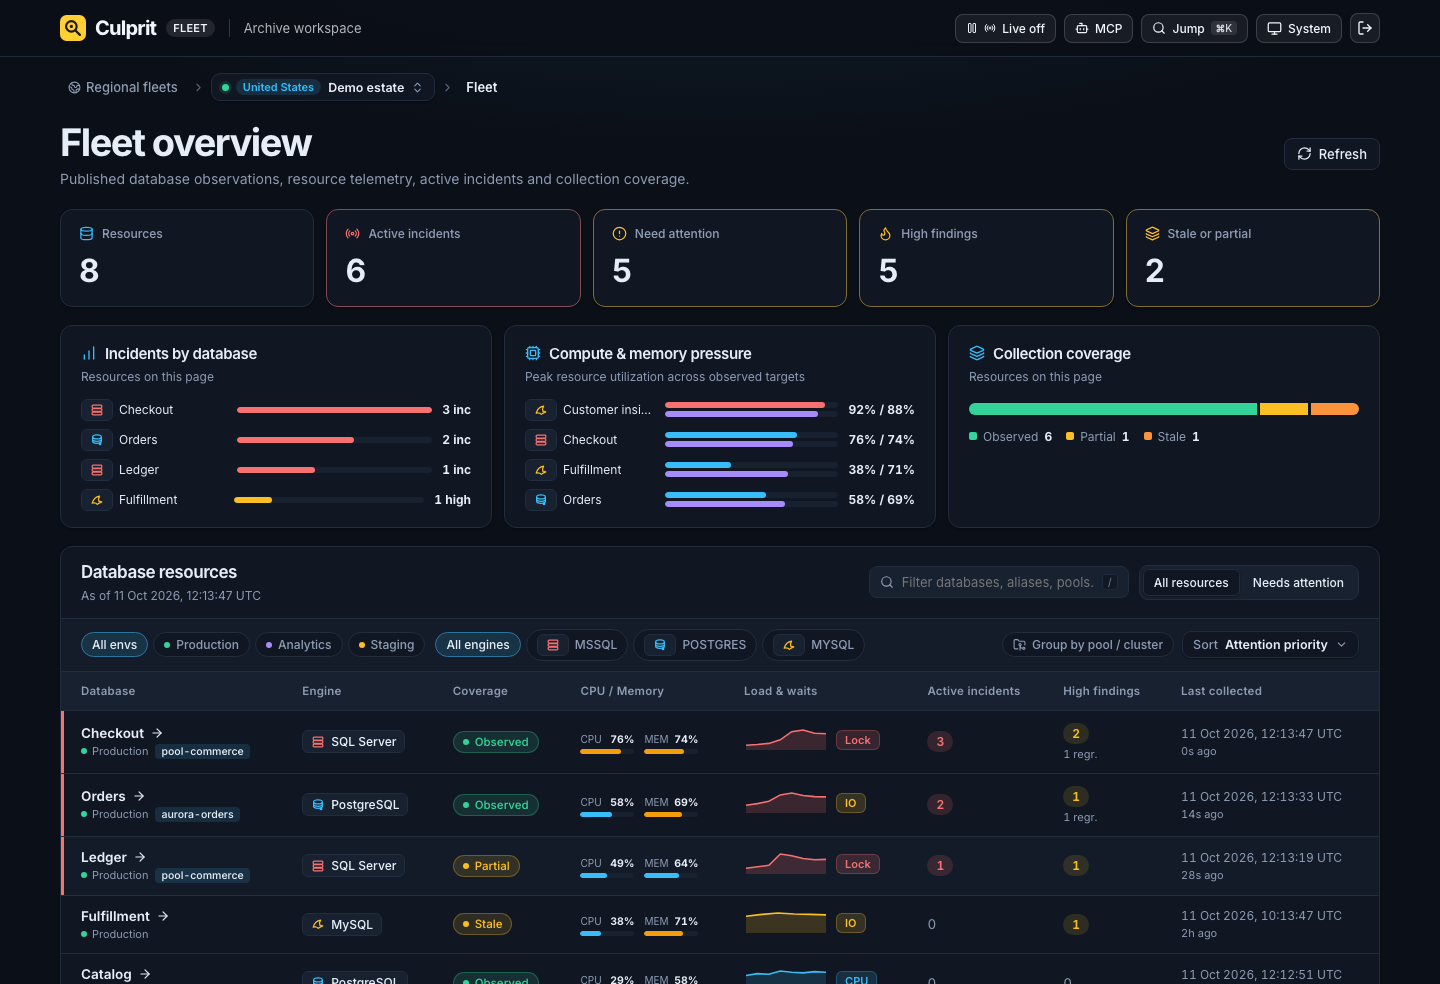 Culprit FLEET Archive workspace Live off MCP Jump ⌘K System
Regional fleets United States Demo estate Fleet
Fleet overview
Refresh
Published database observations, resource telemetry, active incidents and collection coverage.
Resources
8
Active incidents
6
Need attention
5
High findings
5
Stale or partial
2
Incidents by database
Resources on this page
Checkout 3 inc
Orders 2 inc
Ledger 1 inc
Fulfillment 1 high
Compute & memory pressure
Peak resource utilization across observed targets
Customer insi... 92% / 88%
Checkout 76% / 74%
Fulfillment 38% / 71%
Orders 58% / 69%
Collection coverage
Resources on this page
Observed 6 Partial 1 Stale 1
Database resources
As of 11 Oct 2026, 12:13:47 UTC
Filter databases, aliases, pools. / All resources Needs attention
All envs Production Analytics Staging All engines MSSQL POSTGRES MYSQL Group by pool / cluster Sort Attention priority
Database Engine Coverage CPU / Memory Load & waits Active incidents High findings Last collected
Checkout → SQL Server Observed CPU 76% MEM 74% Lock 3 2 11 Oct 2026, 12:13:47 UTC
Production pool-commerce 1 regr. 0s ago
Orders → PostgreSQL Observed CPU 58% MEM 69% IO 2 1 11 Oct 2026, 12:13:33 UTC
Production aurora-orders 1 regr. 14s ago
Ledger → SQL Server Partial CPU 49% MEM 64% Lock 1 1 11 Oct 2026, 12:13:19 UTC
Production pool-commerce 28s ago
Fulfillment → MySQL Stale CPU 38% MEM 71% IO 0 1 11 Oct 2026, 10:13:47 UTC
Production 2h ago
Catalog → PostgreSQL Observed CPU 29% MEM 58% CPU 0 0 11 Oct 2026, 12:12:51 UTC